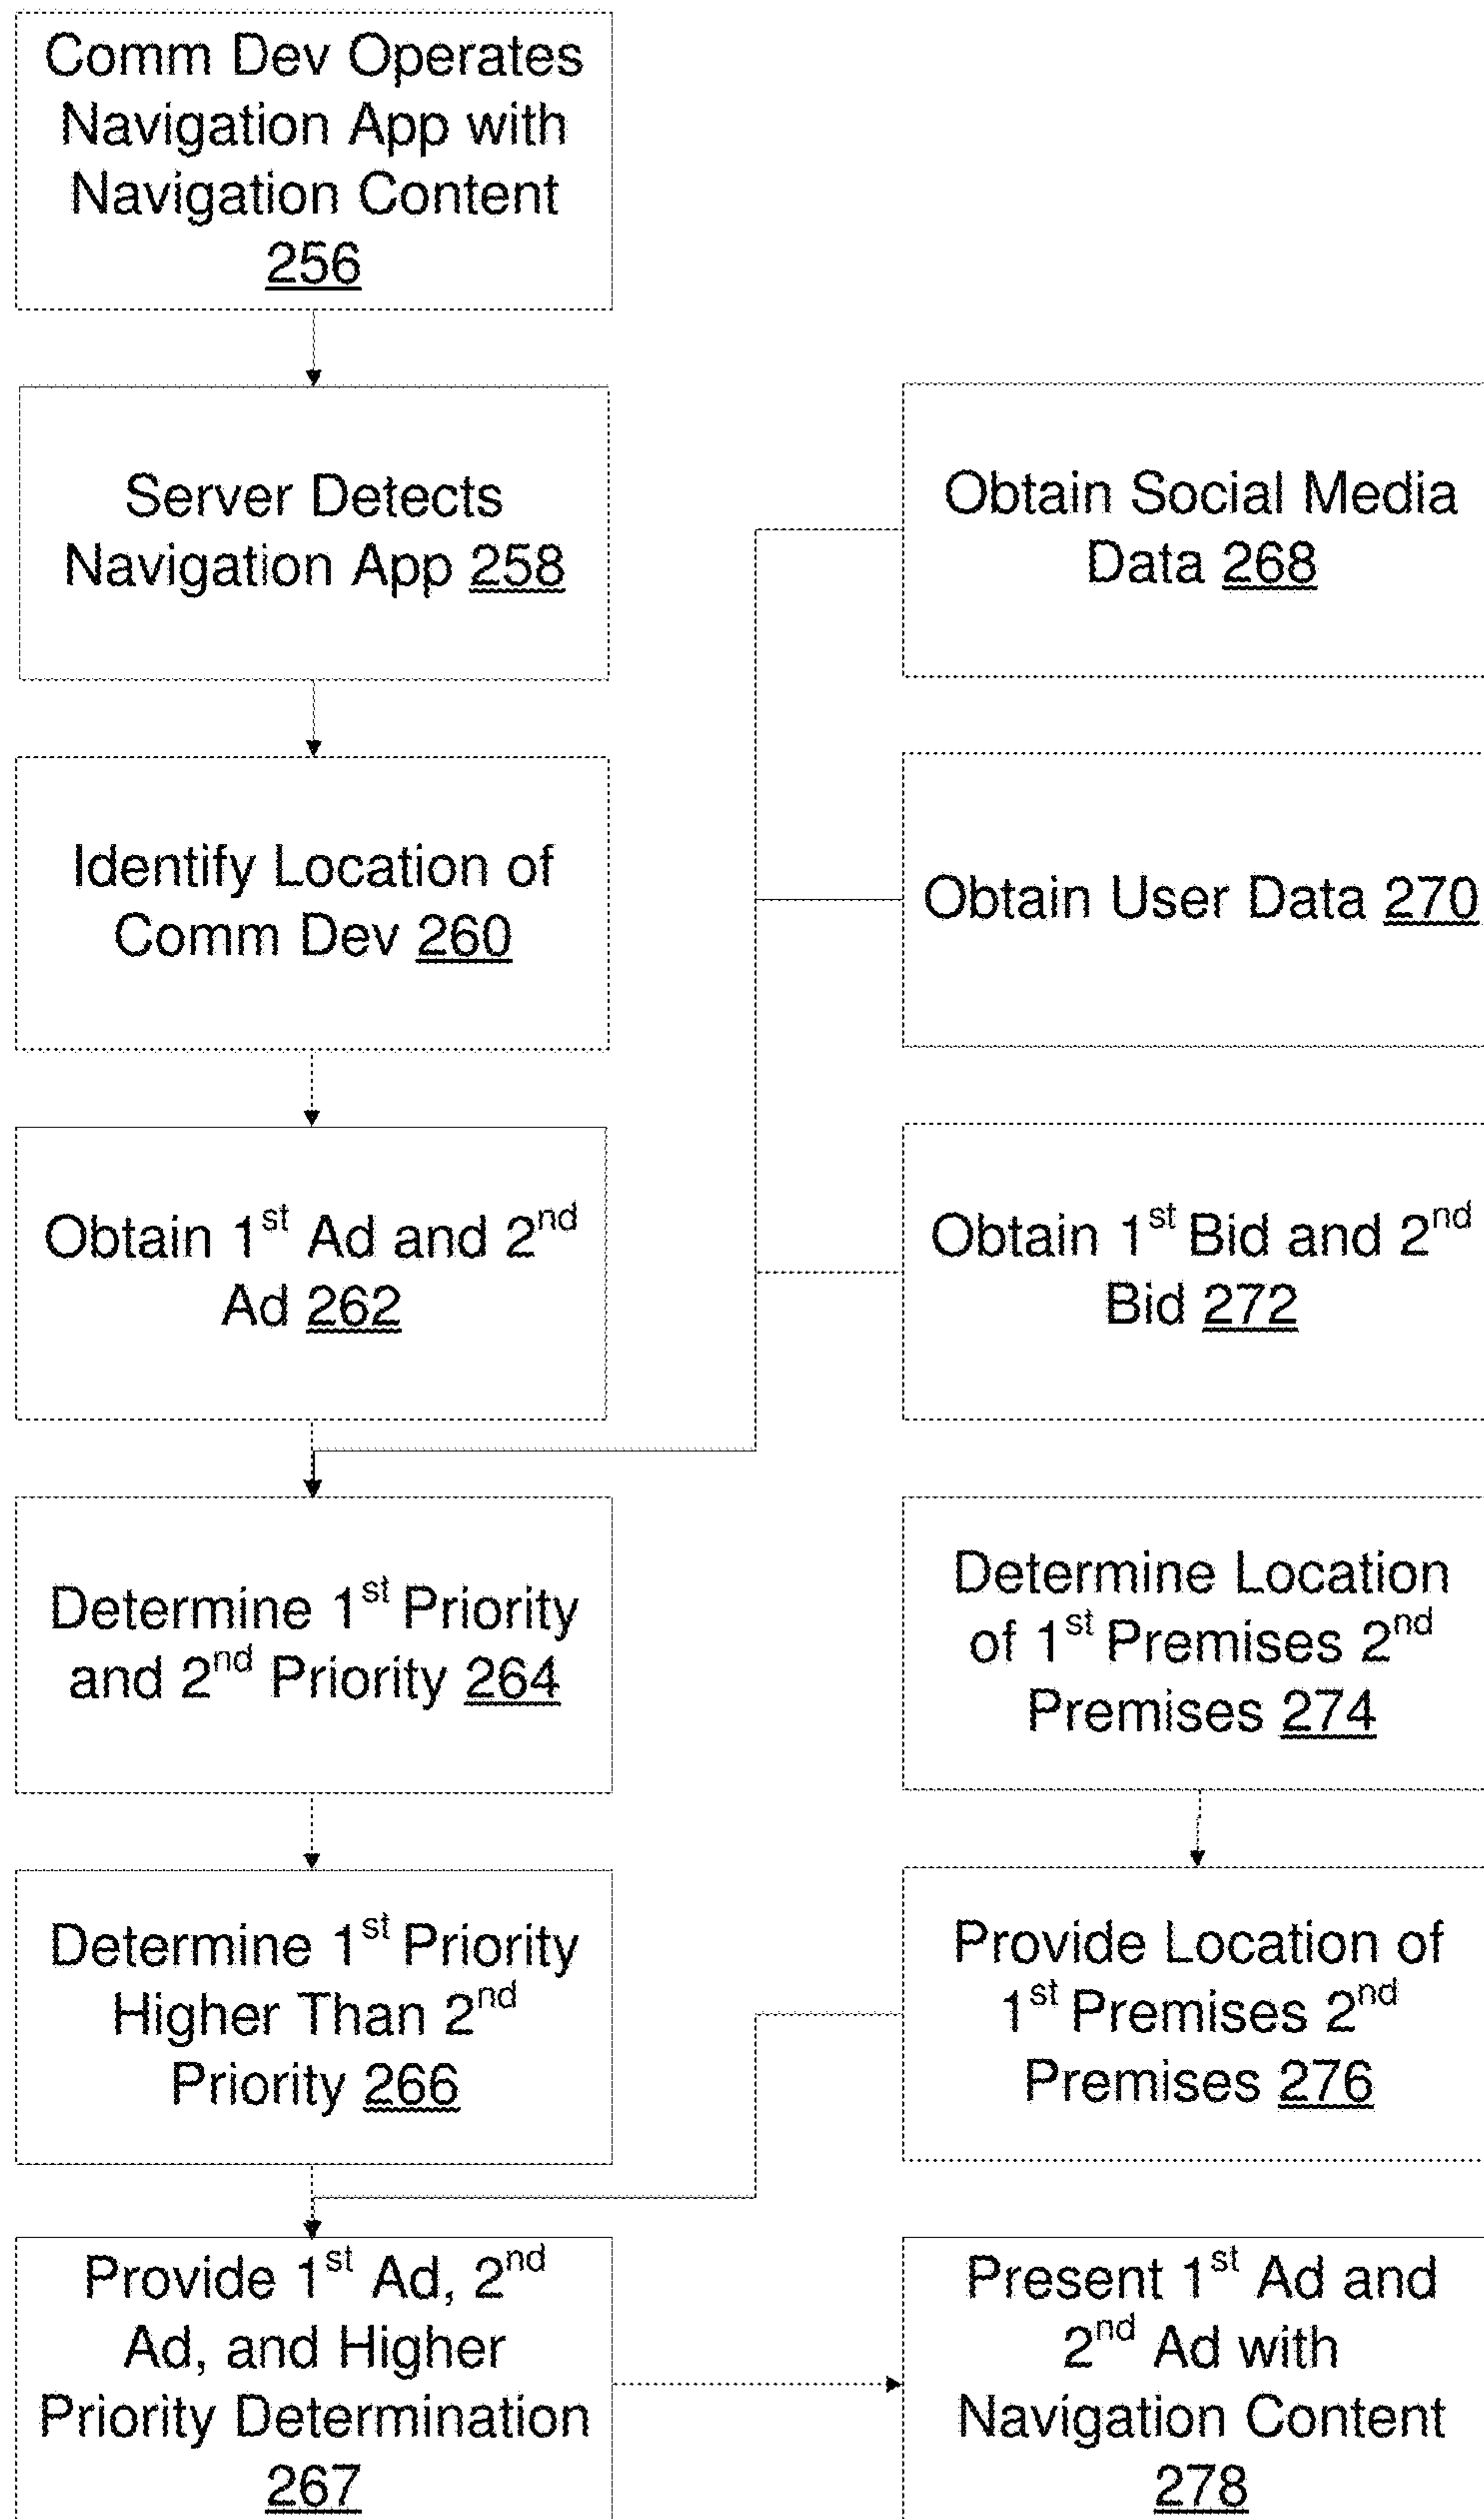 Comm Dev Operates
Navigation App with
Navigation Content
256
Server Detects
Navigation App 258
Identify Location of
Comm Dev 260
Obtain 1st Ad and 2nd
Ad 262
Determine 1st Priority
and 2nd Priority 264
Determine 1st Priority
Higher Than 2nd
Priority 266
Provide 1st Ad, 2nd
Ad, and Higher
Priority Determination
267
Obtain Social Media
Data 268
Obtain User Data 270
Obtain 1st Bid and 2nd
Bid 272
Determine Location
of 1st Premises 2nd
Premises 274
Provide Location of
1st Premises 2nd
Premises 276
Present 1st Ad and
2nd Ad with
Navigation Content
278